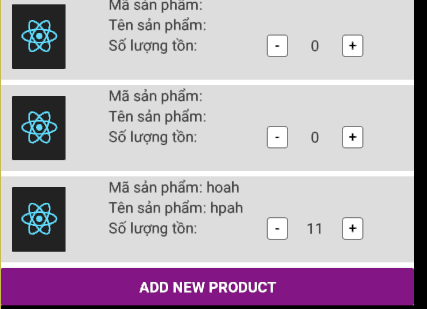 Mã sản phẩm:
Tên sản phẩm:
Số lượng tồn: - 0 +
Mã sản phẩm:
Tên sản phẩm:
Số lượng tồn: - 0 +
Mã sản phẩm: hoah
Tên sản phẩm: hpah
Số lượng tồn: - 11 +
ADD NEW PRODUCT